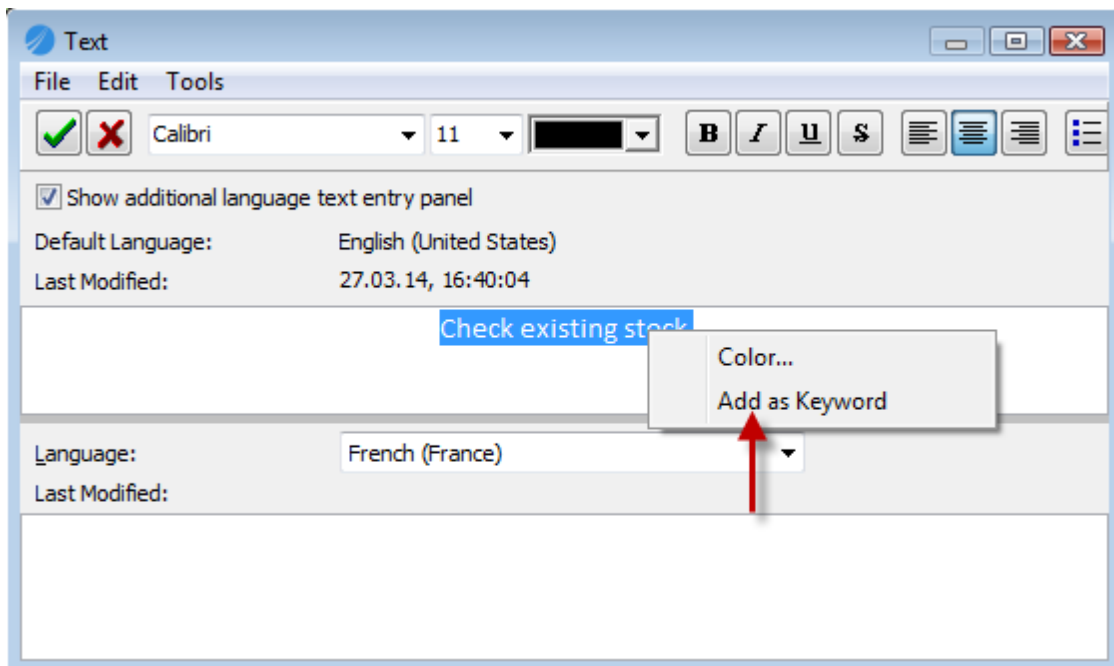 Text
File Edit Tools
Calibri 11 B I U S
Show additional language text entry panel
Default Language: English (United States)
Last Modified: 27.03.14, 16:40:04
Check existing stock
Color...
Add as Keyword
Language: French (France)
Last Modified: